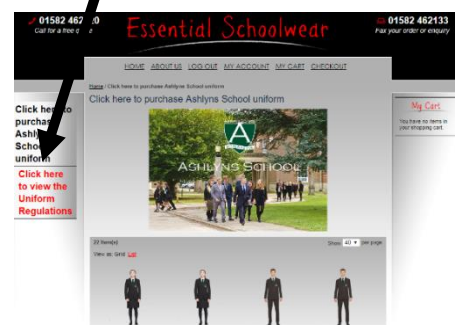 01582 462
Call for a free
Essential Schoolwear
01582 462133
Fax your order or enquiry
HOME ABOUT US LOG OUT MY ACCOUNT MY CART CHECKOUT
Home / Click here to purchase Ashlyns School uniform
Click here to purchase Ashlyns School uniform
Click here to
purchase
School
uniform
Click here
to view the
Uniform
Regulations
ASHLYNS SCHOOL
My Cart
You have no items in
your shopping cart.
22 Item(s)
Show 40 per page
View as: Grid List